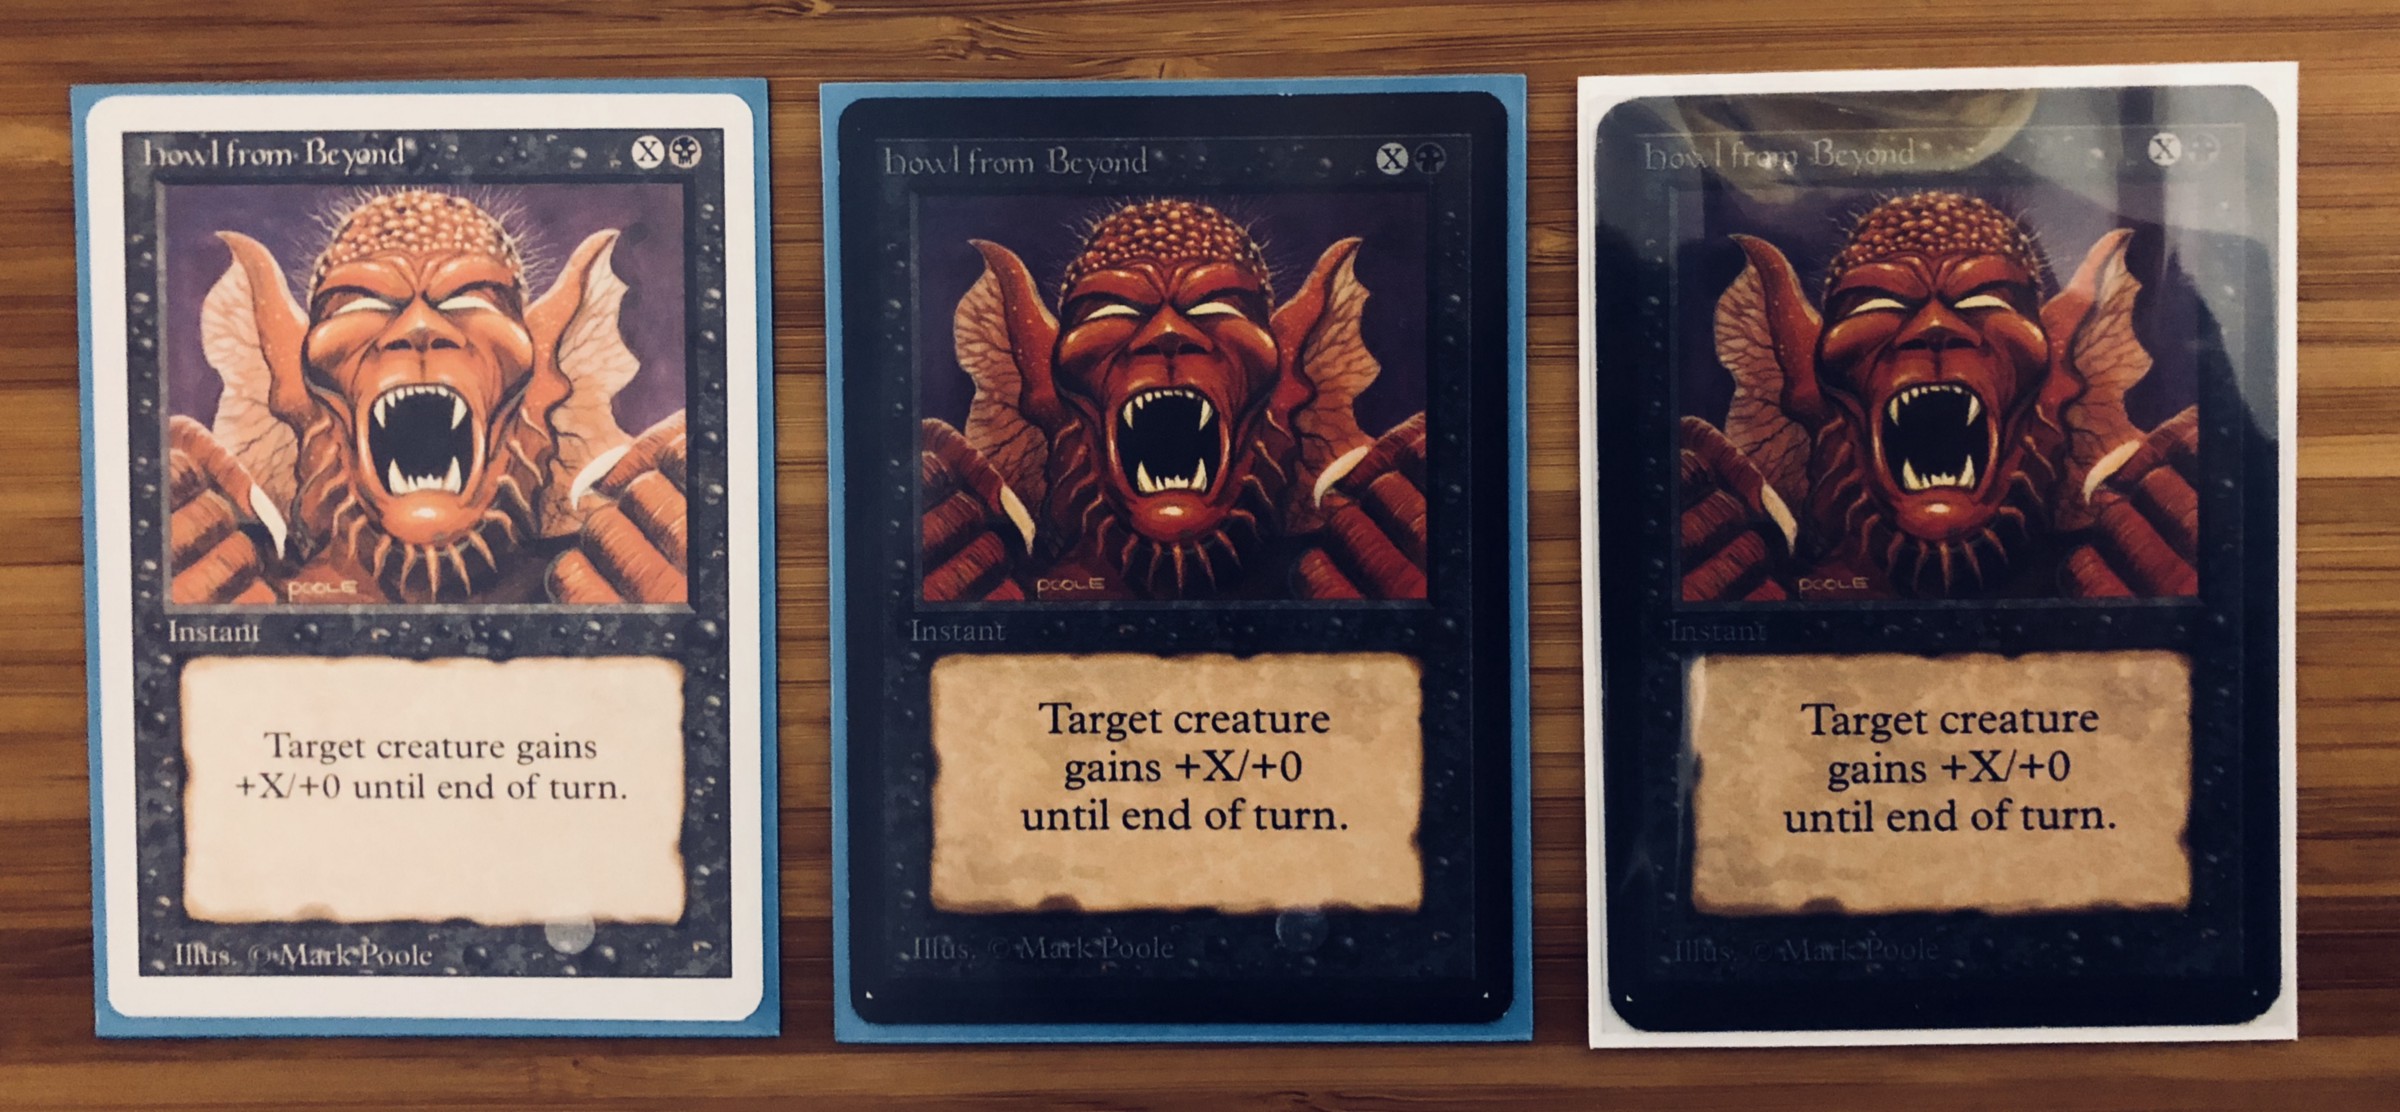 Howl from Beyond X
POOLE
Instant
Target creature gains
+X/+0 until end of turn.
Illus. © Mark Poole
Howl from Beyond X
POOLE
Instant
Target creature
gains +X/+0
until end of turn.
Illus. © Mark Poole
Howl from Beyond X
POOLE
Instant
Target creature
gains +X/+0
until end of turn.
Illus. © Mark Poole